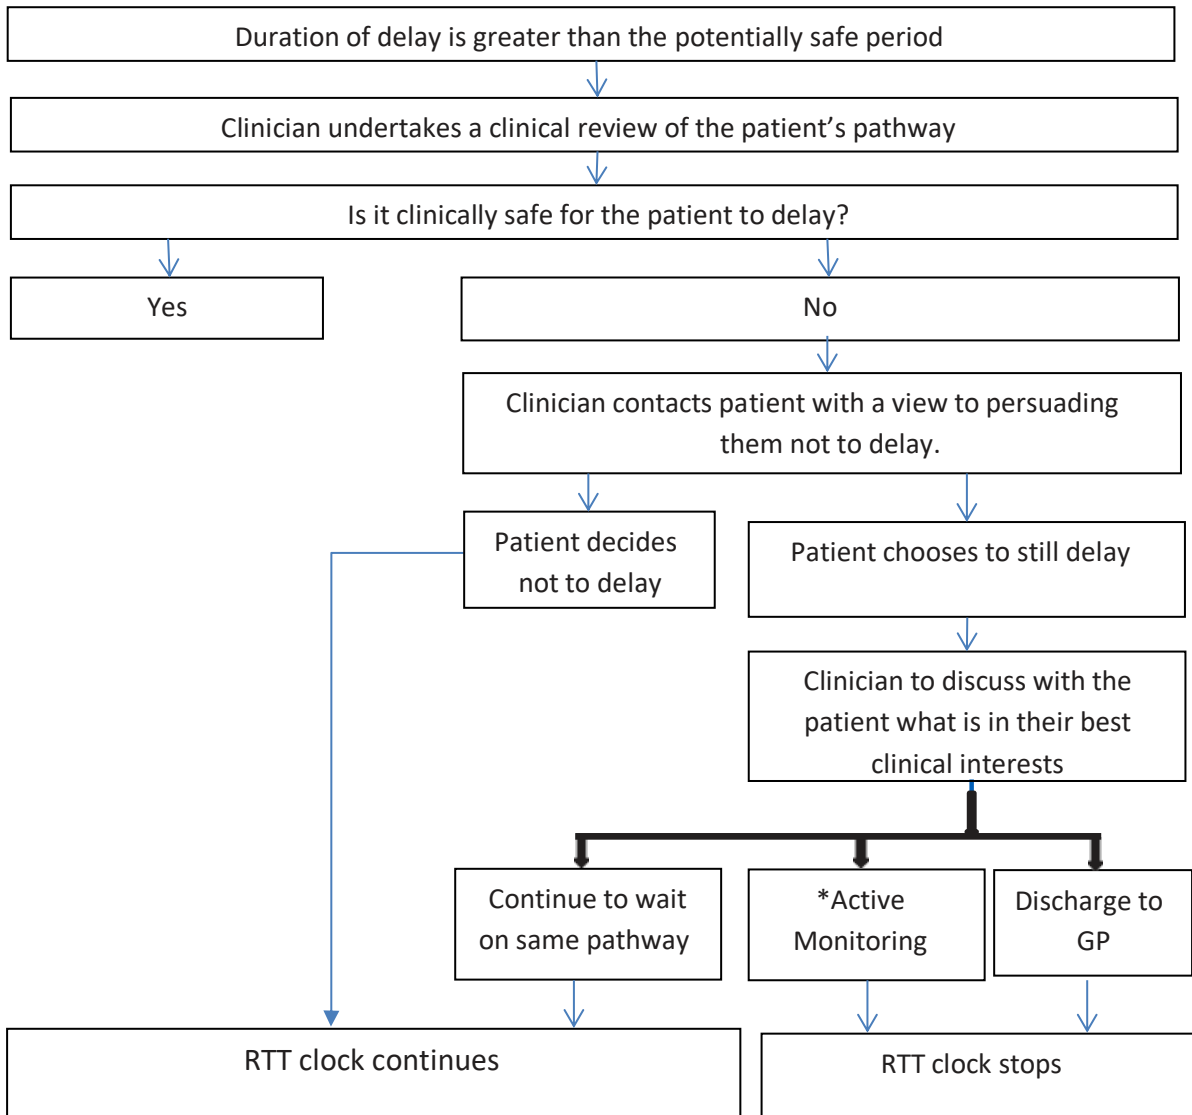 Duration of delay is greater than the potentially safe period
Clinician undertakes a clinical review of the patient’s pathway
Is it clinically safe for the patient to delay?
Yes
No
Clinician contacts patient with a view to persuading
them not to delay.
Patient decides
not to delay
Patient chooses to still delay
Clinician to discuss with the
patient what is in their best
clinical interests
Continue to wait
on same pathway
*Active
Monitoring
Discharge to
GP
RTT clock continues
RTT clock stops